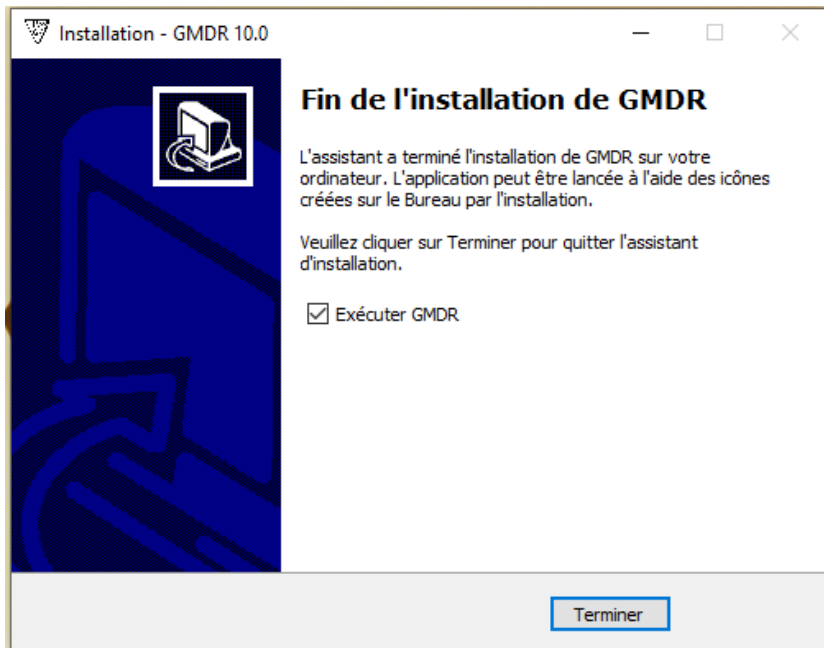 Installation - GMDR 10.0
Fin de l'installation de GMDR
L'assistant a terminé l'installation de GMDR sur votre
ordinateur. L'application peut être lancée à l'aide des icônes
créées sur le Bureau par l'installation.
Veuillez cliquer sur Terminer pour quitter l'assistant
d'installation.
Exécuter GMDR
Terminer